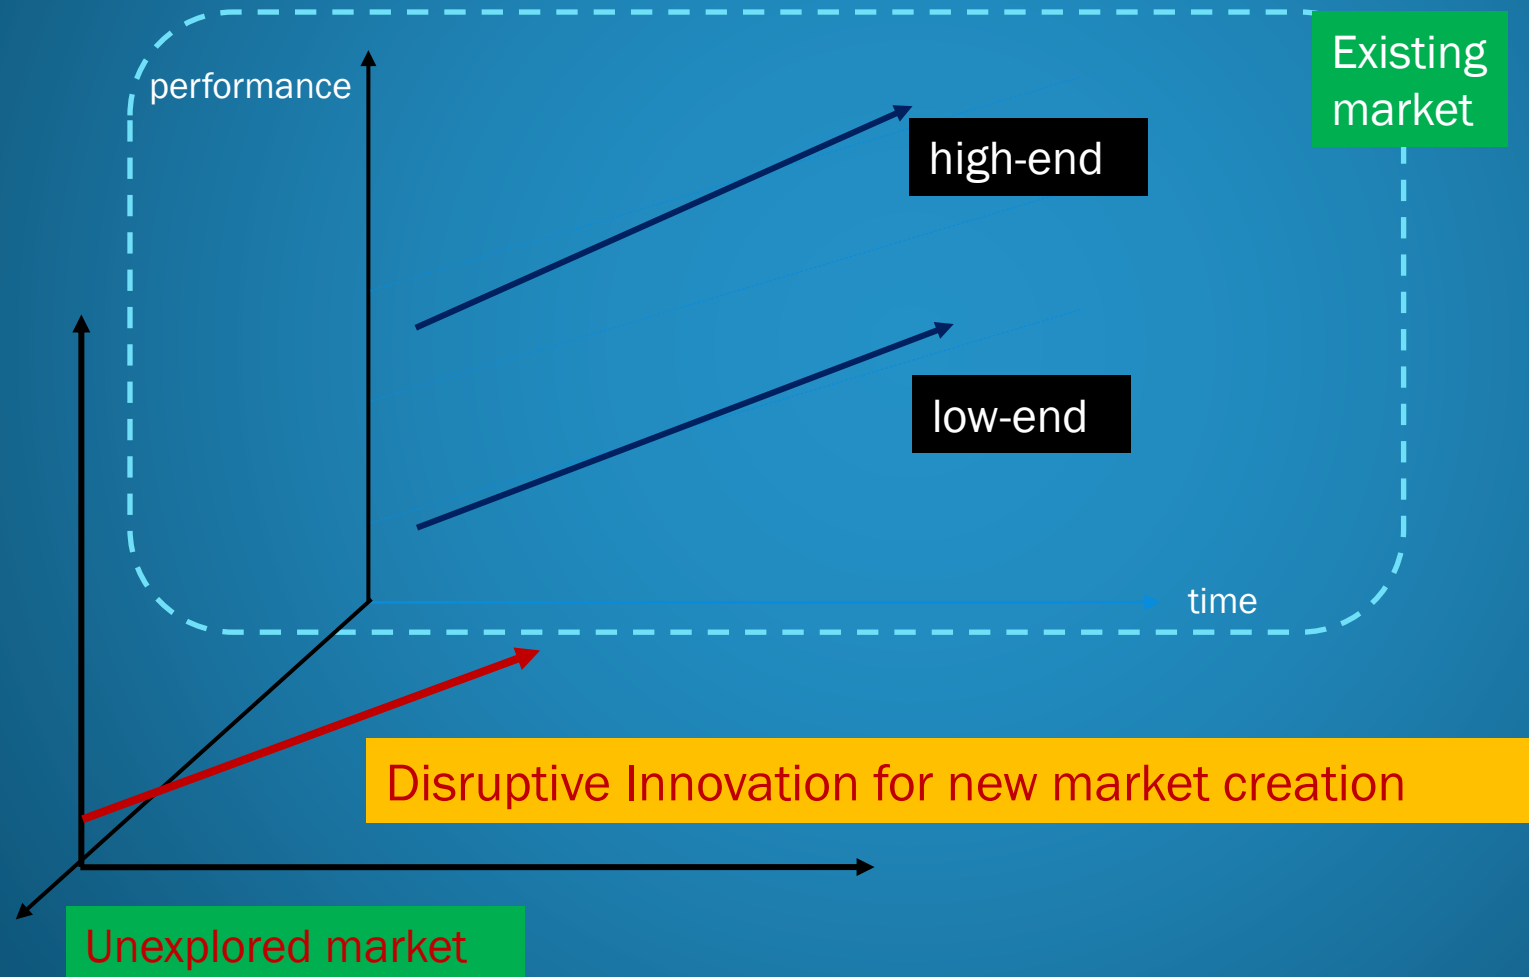 Existing
market
performance
high-end
low-end
time
Disruptive Innovation for new market creation
Unexplored market